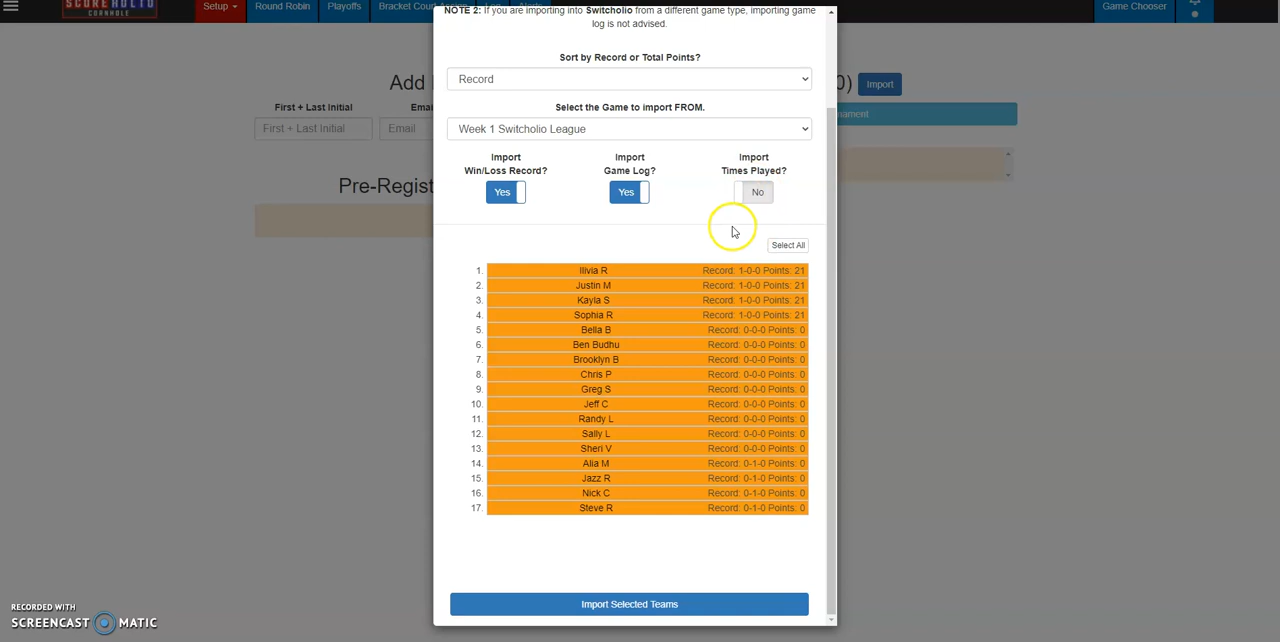 SCOREHOLIO
CORNHOLE
Setup
Round Robin
Playoffs
Bracket Court
Log
Alerts
Game Chooser
NOTE 2: If you are importing into Switcholio from a different game type, importing game
log is not advised.
Sort by Record or Total Points?
Record
Add
0)
Import
First + Last Initial
Email
Select the Game to import FROM.
nament
First + Last Initial
Email
Week 1 Switcholio League
Import
Win/Loss Record?
Import
Game Log?
Import
Times Played?
Pre-Regist
Yes
Yes
No
Select All
1. Ilivia R Record: 1-0-0 Points: 21
2. Justin M Record: 1-0-0 Points: 21
3. Kayla S Record: 1-0-0 Points: 21
4. Sophia R Record: 1-0-0 Points: 21
5. Bella B Record: 0-0-0 Points: 0
6. Ben Budhu Record: 0-0-0 Points: 0
7. Brooklyn B Record: 0-0-0 Points: 0
8. Chris P Record: 0-0-0 Points: 0
9. Greg S Record: 0-0-0 Points: 0
10. Jeff C Record: 0-0-0 Points: 0
11. Randy L Record: 0-0-0 Points: 0
12. Sally L Record: 0-0-0 Points: 0
13. Sheri V Record: 0-0-0 Points: 0
14. Alia M Record: 0-1-0 Points: 0
15. Jazz R Record: 0-1-0 Points: 0
16. Nick C Record: 0-1-0 Points: 0
17. Steve R Record: 0-1-0 Points: 0
Import Selected Teams
RECORDED WITH
SCREENCAST MATIC